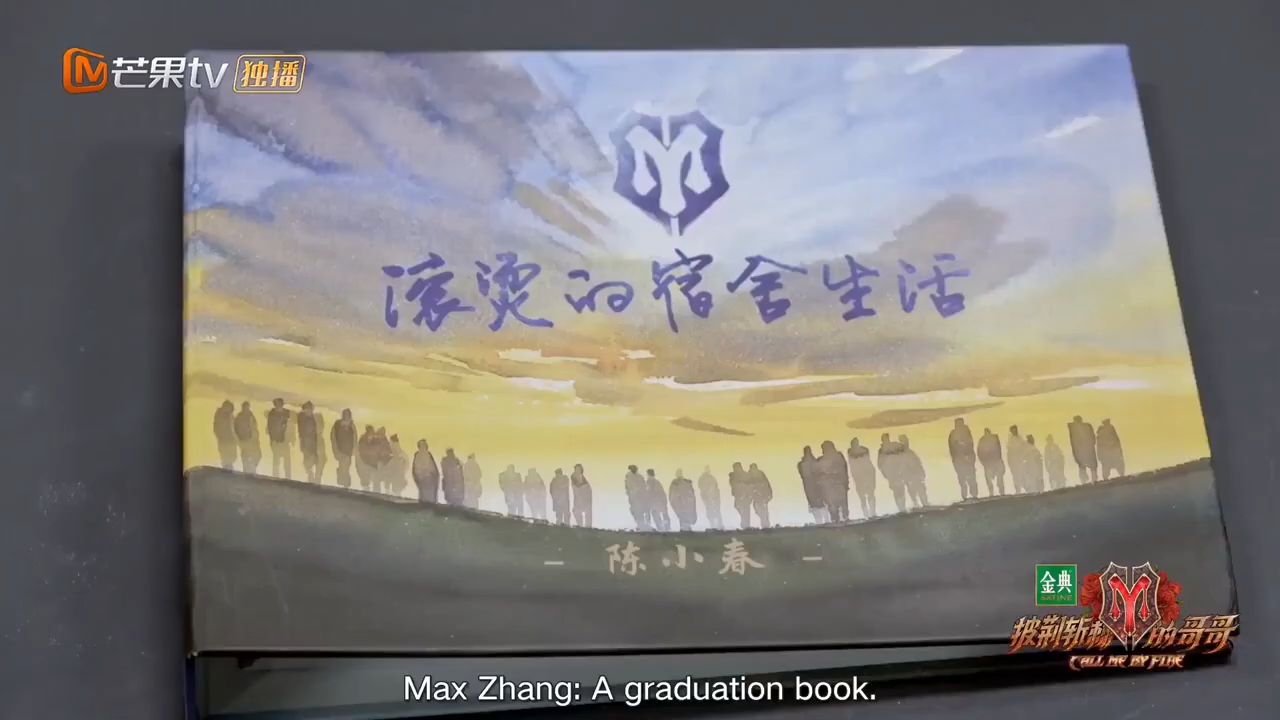 芒果tv 独播
滚烫的宿舍生活
- 陈小春 -
金典
SATINE
披荆斩棘的哥哥
CALL ME BY FIRE
Max Zhang: A graduation book.